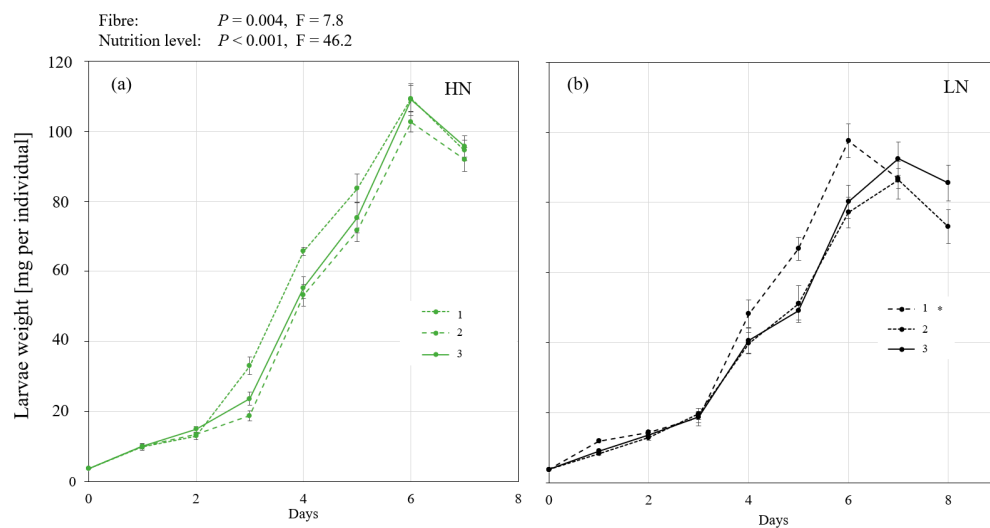 Fibre: P = 0.004, F = 7.8
Nutrition level: P < 0.001, F = 46.2
Larvae weight [mg per individual]
120
100
80
60
40
20
0
(a)
HN
1
2
3
0 2 4 6 8
Days
(b)
LN
1 *
2
3
0 2 4 6 8
Days